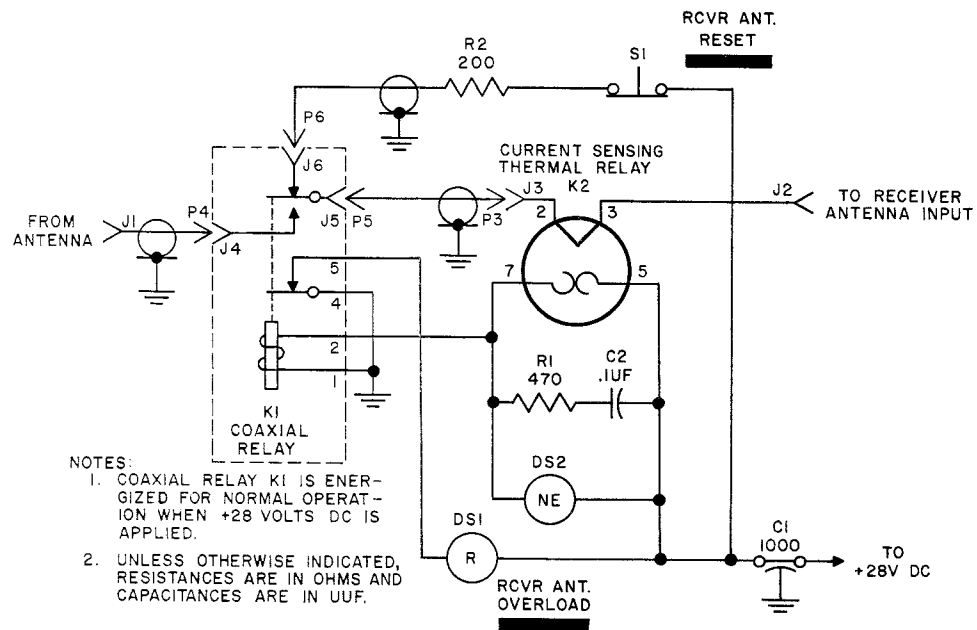 RCVR ANT.
RESET
R2
200
S1
P6
J6
CURRENT SENSING
THERMAL RELAY
K2
J3
J2
TO RECEIVER
ANTENNA INPUT
FROM
ANTENNA
J1
P4
J4
J5
P5
P3
2
3
7
5
5
4
2
1
R1
470
C2
.1UF
K1
COAXIAL
RELAY
DS2
NE
DS1
R
C1
1000
TO
+28V DC
RCVR ANT.
OVERLOAD
NOTES:
1. COAXIAL RELAY K1 IS ENER-
GIZED FOR NORMAL OPERAT-
ION WHEN +28 VOLTS DC IS
APPLIED.
2. UNLESS OTHERWISE INDICATED,
RESISTANCES ARE IN OHMS AND
CAPACITANCES ARE IN UUF.